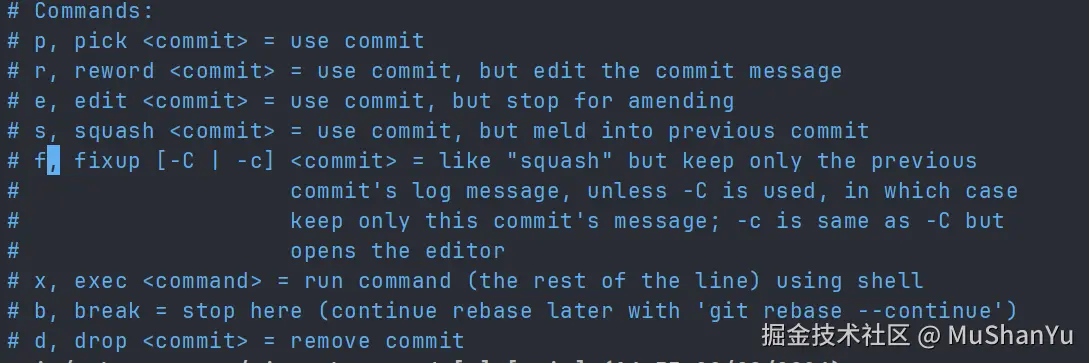 # Commands:
# p, pick <commit> = use commit
# r, reword <commit> = use commit, but edit the commit message
# e, edit <commit> = use commit, but stop for amending
# s, squash <commit> = use commit, but meld into previous commit
# f, fixup [-C | -c] <commit> = like "squash" but keep only the previous
#                    commit's log message, unless -C is used, in which case
#                    keep only this commit's message; -c is same as -C but
#                    opens the editor
# x, exec <command> = run command (the rest of the line) using shell
# b, break = stop here (continue rebase later with 'git rebase --continue')
# d, drop <commit> = remove commit
掘金技术社区 @ MuShanYu